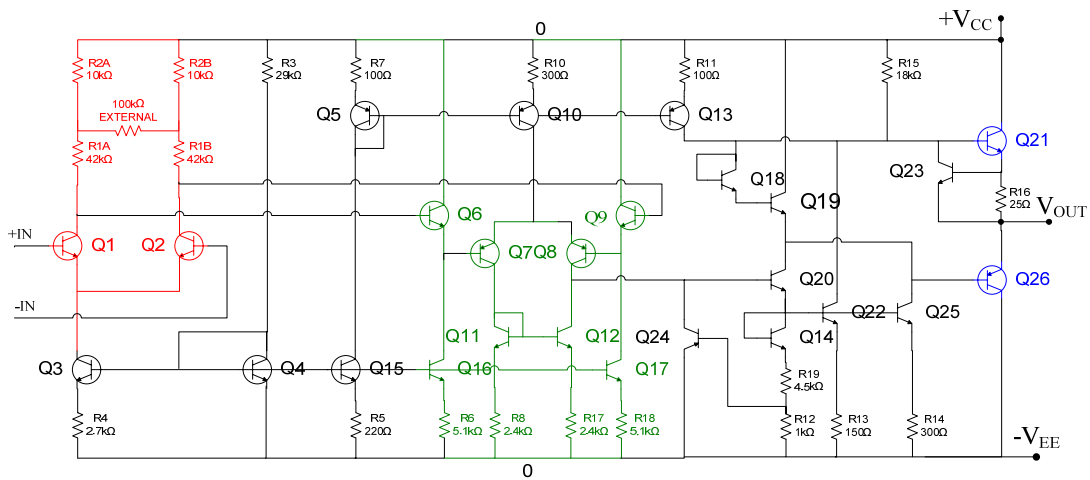 0
+VCC
R2A
10kΩ
R2B
10kΩ
R3
29kΩ
R7
100Ω
R10
300Ω
R11
100Ω
R15
18kΩ
100kΩ
EXTERNAL
Q5
Q10
Q13
Q21
R1A
42kΩ
R1B
42kΩ
Q18
Q23
Q19
R16
25Ω
VOUT
Q6
Q9
+IN
Q1
Q2
Q7
Q8
Q20
Q26
-IN
Q11
Q12
Q24
Q14
Q22
Q25
Q3
Q4
Q15
Q16
Q17
R19
4.5kΩ
R4
2.7kΩ
R5
220Ω
R6
5.1kΩ
R8
2.4kΩ
R17
2.4kΩ
R18
5.1kΩ
R12
1kΩ
R13
150Ω
R14
300Ω
-VEE
0